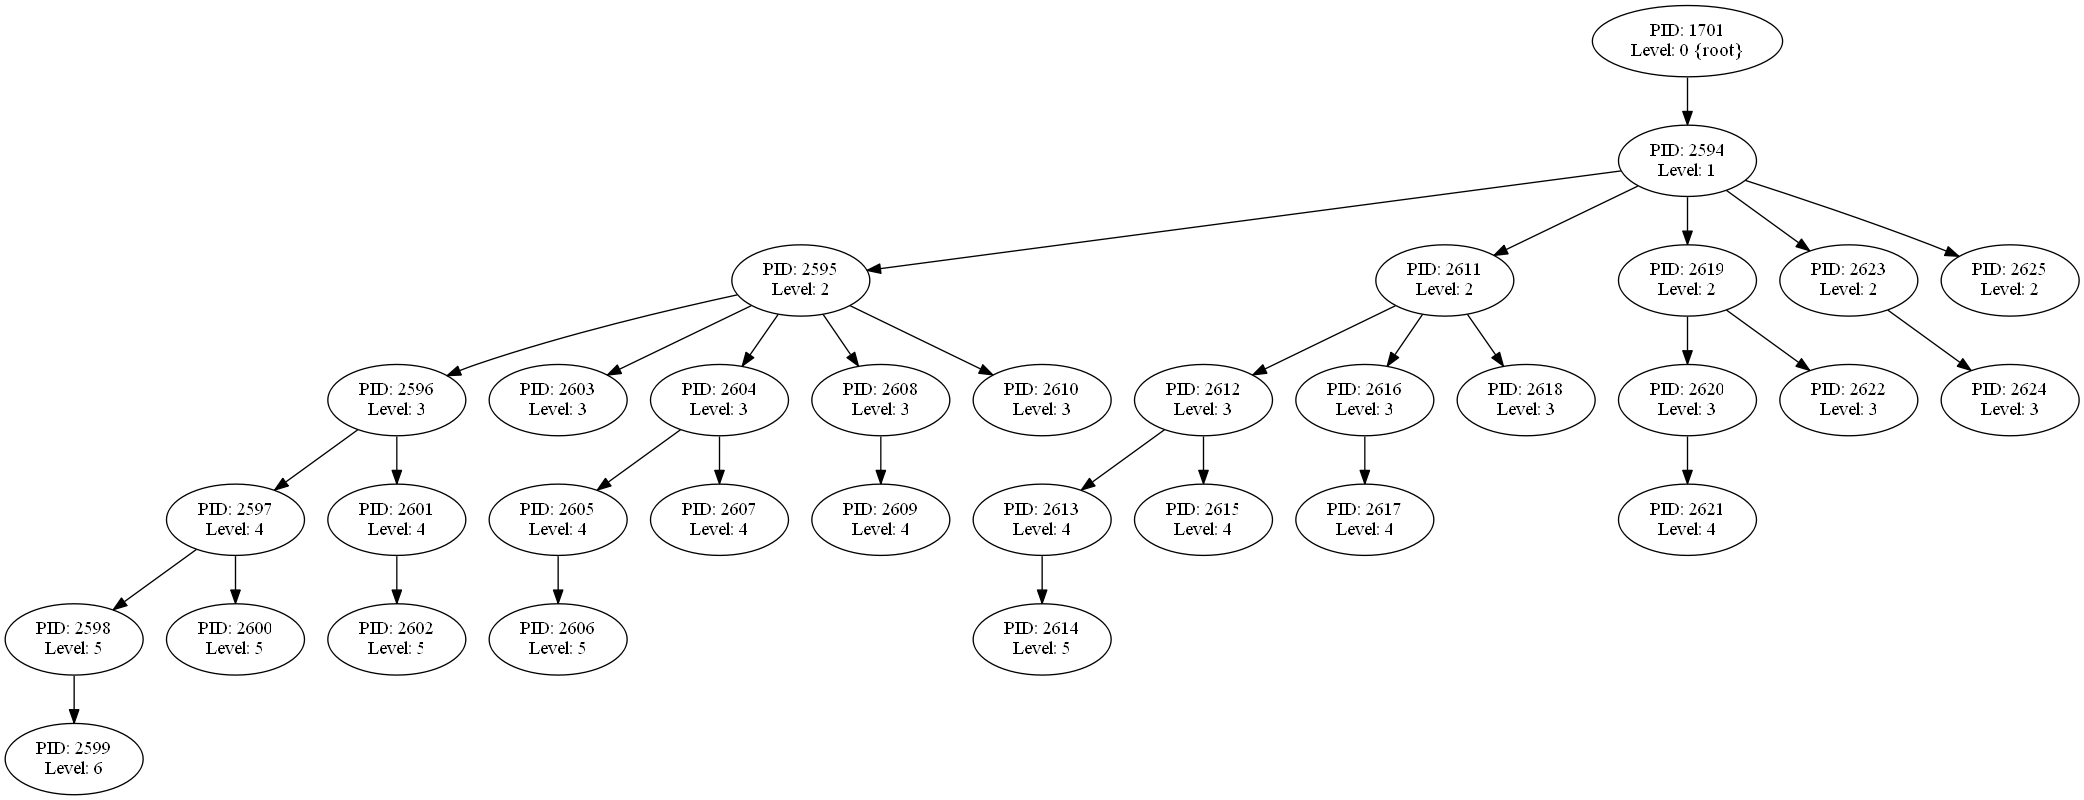 PID: 1701
Level: 0 {root}
PID: 2594
Level: 1
PID: 2595
Level: 2
PID: 2611
Level: 2
PID: 2619
Level: 2
PID: 2623
Level: 2
PID: 2625
Level: 2
PID: 2596
Level: 3
PID: 2603
Level: 3
PID: 2604
Level: 3
PID: 2608
Level: 3
PID: 2610
Level: 3
PID: 2612
Level: 3
PID: 2616
Level: 3
PID: 2618
Level: 3
PID: 2620
Level: 3
PID: 2622
Level: 3
PID: 2624
Level: 3
PID: 2597
Level: 4
PID: 2601
Level: 4
PID: 2605
Level: 4
PID: 2607
Level: 4
PID: 2609
Level: 4
PID: 2613
Level: 4
PID: 2615
Level: 4
PID: 2617
Level: 4
PID: 2621
Level: 4
PID: 2598
Level: 5
PID: 2600
Level: 5
PID: 2602
Level: 5
PID: 2606
Level: 5
PID: 2614
Level: 5
PID: 2599
Level: 6